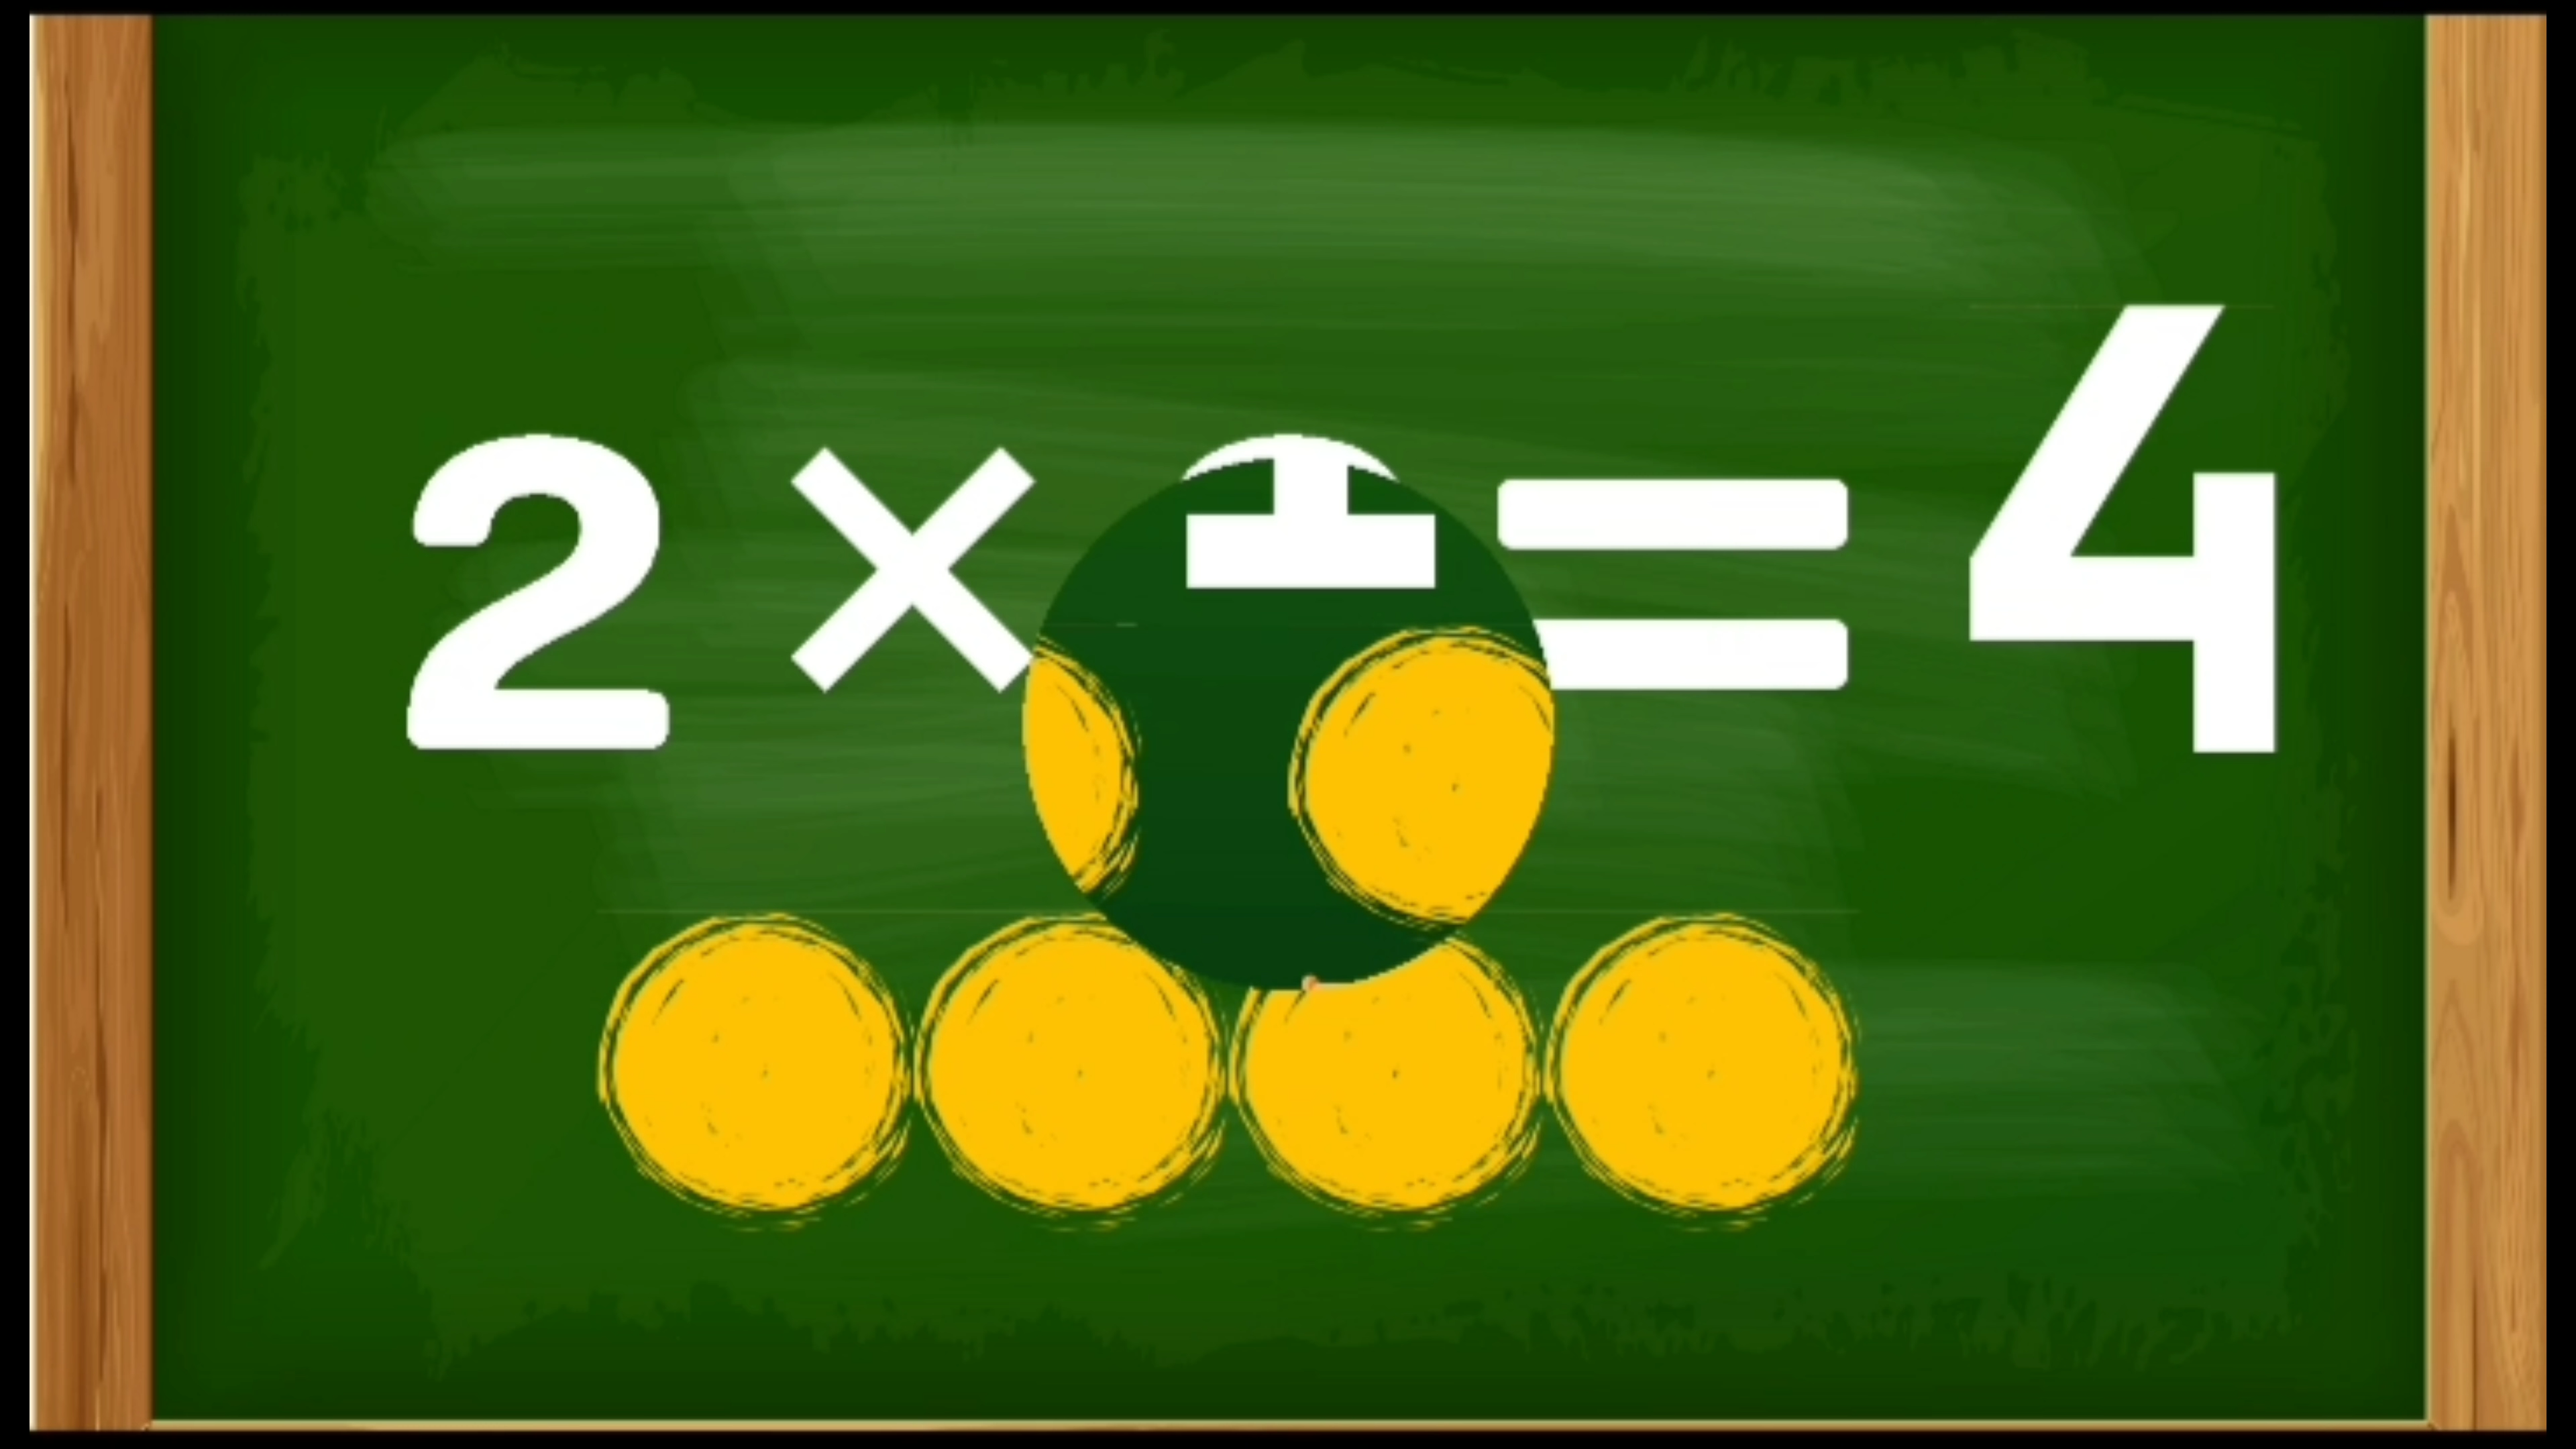 2 × = 4